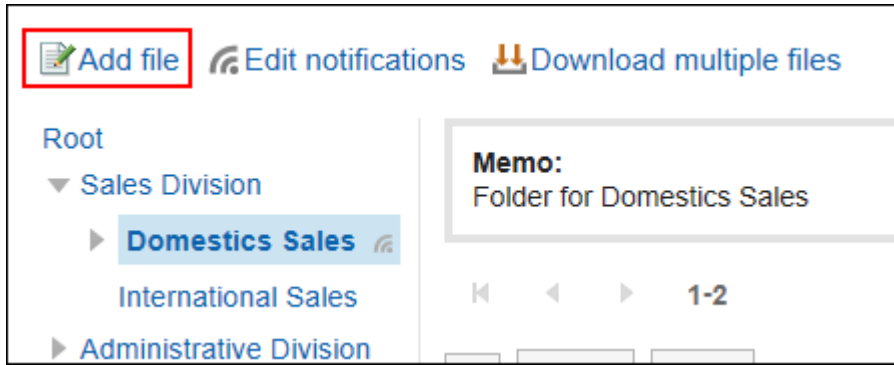 Add file Edit notifications Download multiple files
Root
Sales Division
Domestics Sales
International Sales
Administrative Division
Memo:
Folder for Domestics Sales
1-2